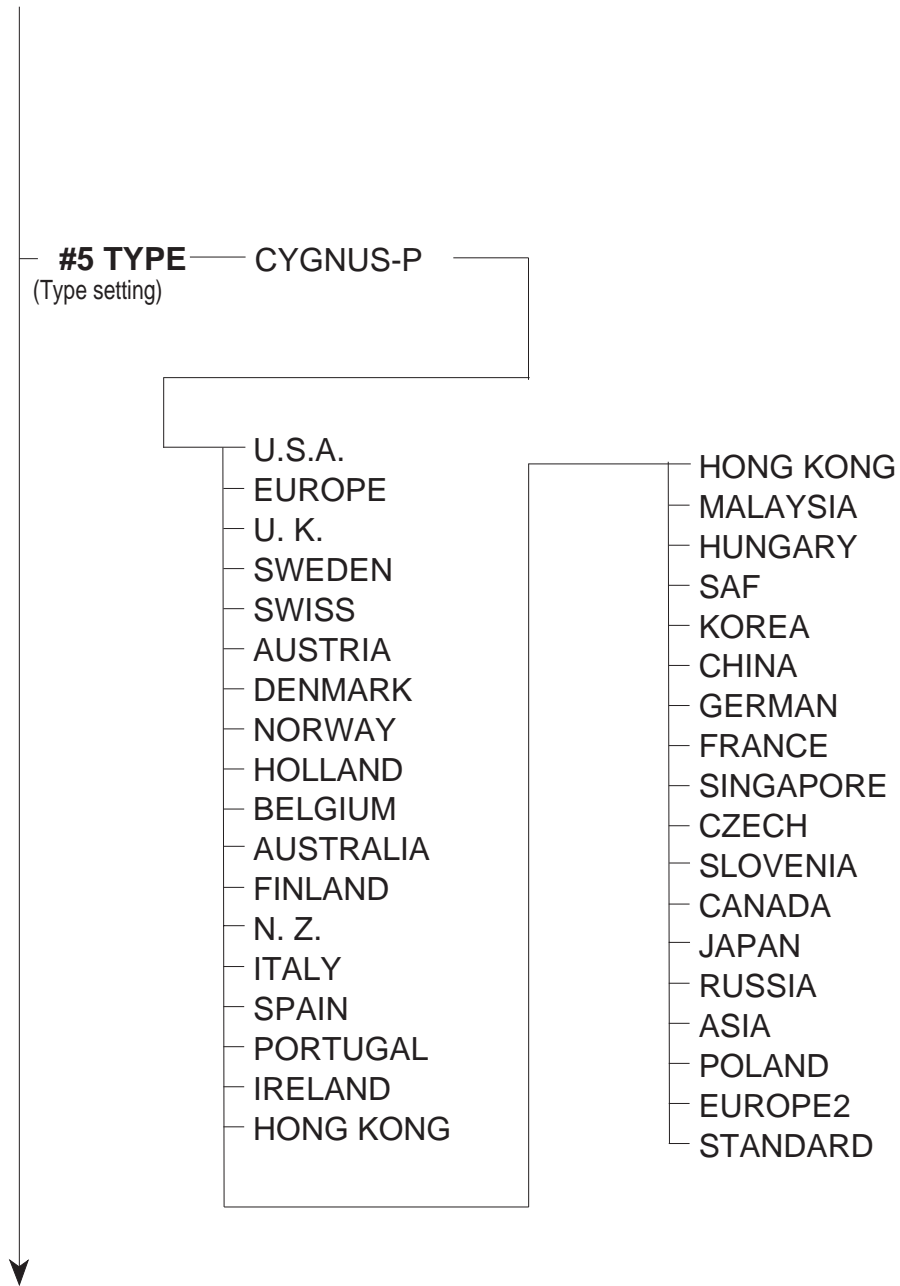 #5 TYPE CYGNUS-P
(Type setting)
U.S.A.
EUROPE
U. K.
SWEDEN
SWISS
AUSTRIA
DENMARK
NORWAY
HOLLAND
BELGIUM
AUSTRALIA
FINLAND
N. Z.
ITALY
SPAIN
PORTUGAL
IRELAND
HONG KONG
HONG KONG
MALAYSIA
HUNGARY
SAF
KOREA
CHINA
GERMAN
FRANCE
SINGAPORE
CZECH
SLOVENIA
CANADA
JAPAN
RUSSIA
ASIA
POLAND
EUROPE2
STANDARD